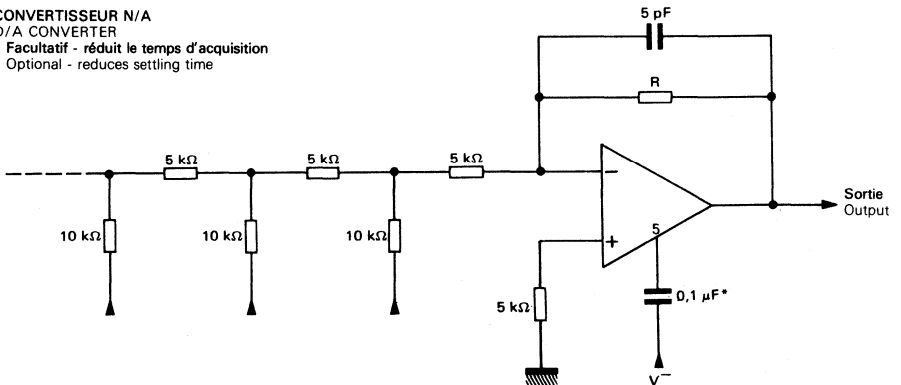 CONVERTISSEUR N/A
D/A CONVERTER
Facultatif - réduit le temps d'acquisition
Optional - reduces settling time
5 pF
R
5 kΩ
5 kΩ
5 kΩ
−
Sortie
Output
10 kΩ
10 kΩ
10 kΩ
+
5
5 kΩ
0,1 μF*
V−